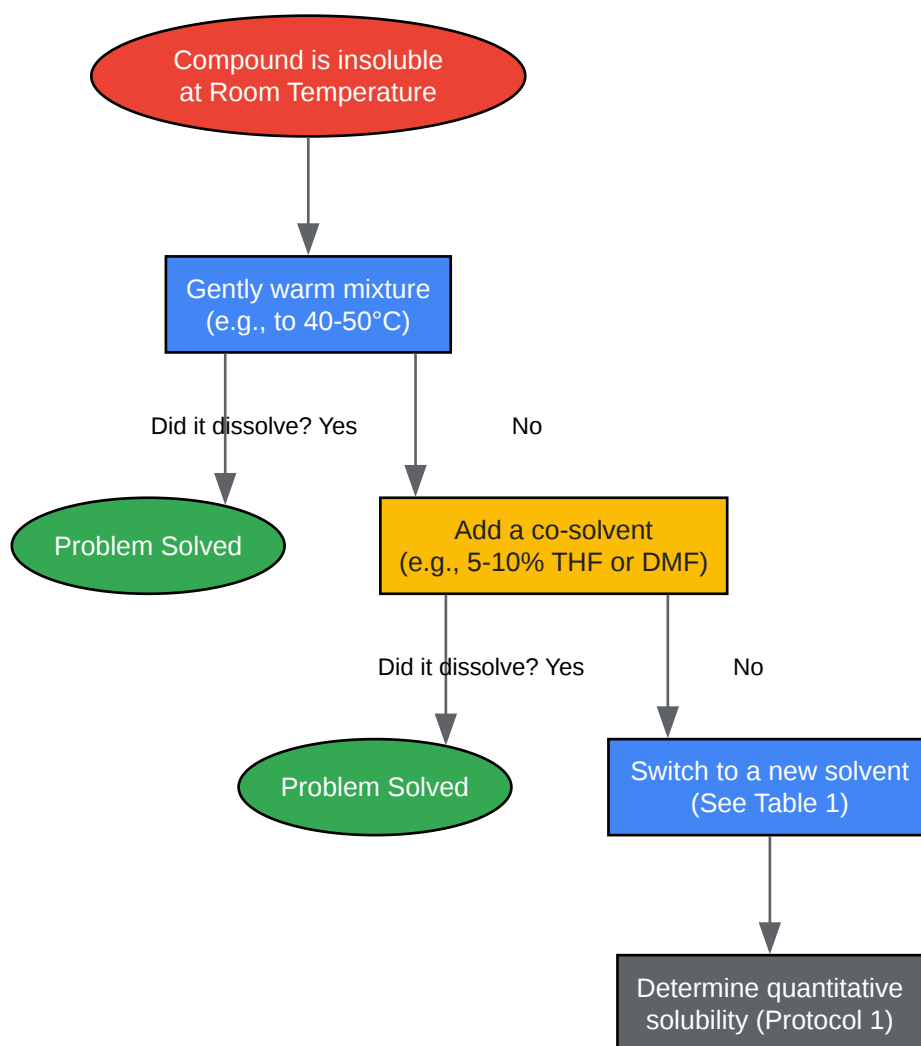 Compound is insoluble
at Room Temperature
Gently warm mixture
(e.g., to 40-50°C)
Did it dissolve? Yes
No
Problem Solved
Add a co-solvent
(e.g., 5-10% THF or DMF)
Did it dissolve? Yes
No
Problem Solved
Switch to a new solvent
(See Table 1)
Determine quantitative
solubility (Protocol 1)